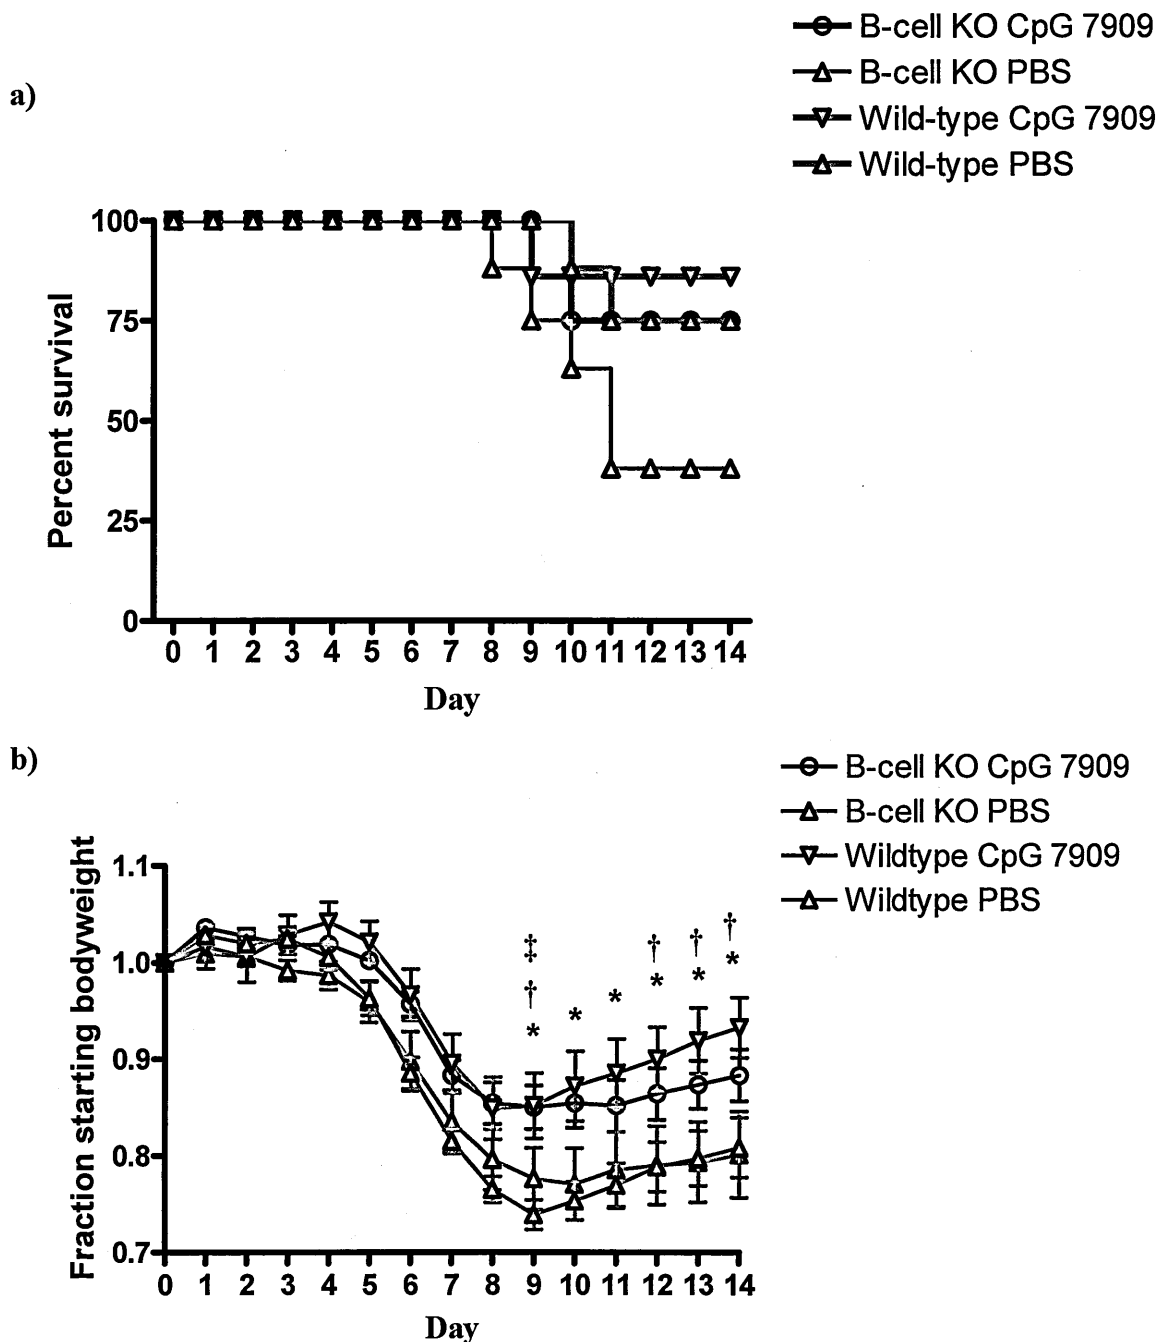 B-cell KO CpG 7909
B-cell KO PBS
a)
Wild-type CpG 7909
Wild-type PBS
100
75
50
25
0
Percent survival
0 1 2 3 4 5 6 7 8 9 10 11 12 13 14
Day
b)
B-cell KO CpG 7909
B-cell KO PBS
Wildtype CpG 7909
Wildtype PBS
1.1
1.0
0.9
0.8
0.7
Fraction starting bodyweight
‡ † † †
† * * * * *
*
0 1 2 3 4 5 6 7 8 9 10 11 12 13 14
Day